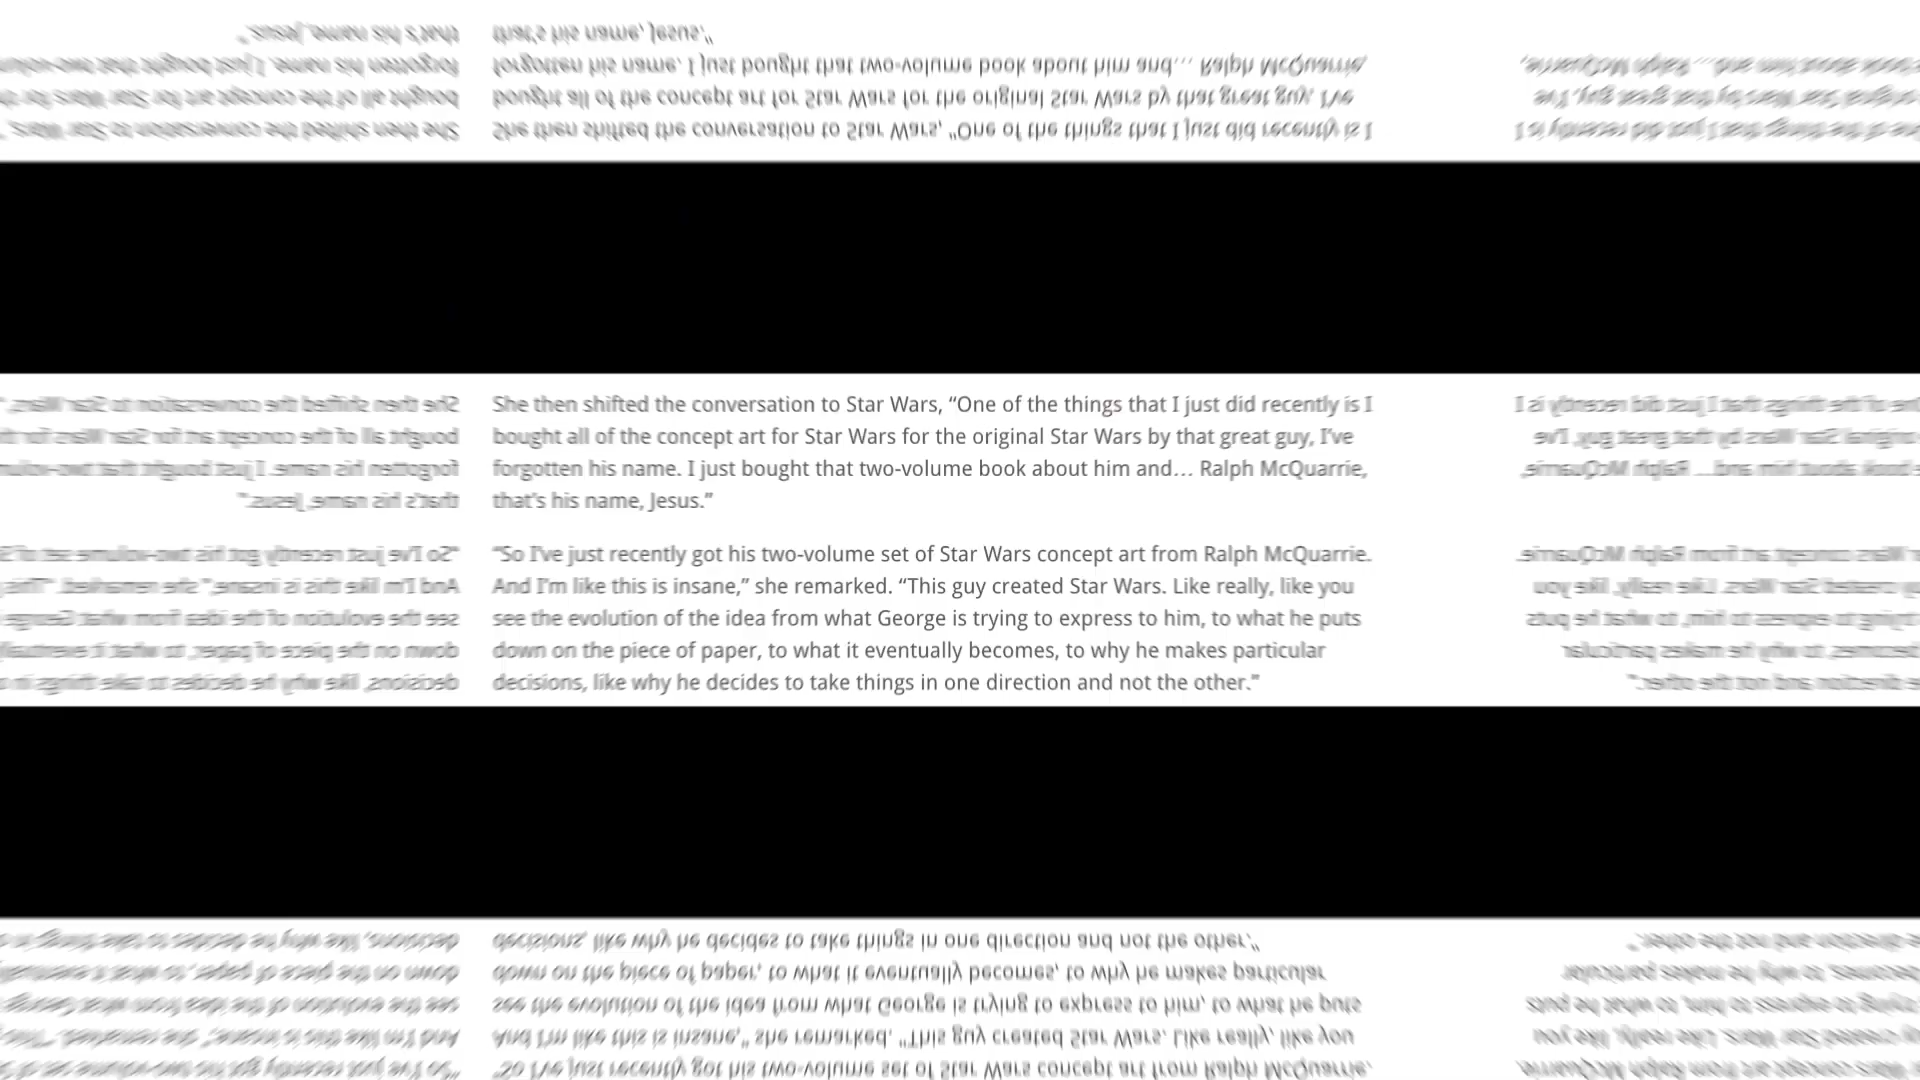 She then shifted the conversation to Star Wars, “One of the things that I just did recently is I
bought all of the concept art for Star Wars for the original Star Wars by that great guy, I’ve
forgotten his name. I just bought that two-volume book about him and… Ralph McQuarrie,
that’s his name, Jesus.”
“So I’ve just recently got his two-volume set of Star Wars concept art from Ralph McQuarrie.
And I’m like this is insane,” she remarked. “This guy created Star Wars. Like really, like you
see the evolution of the idea from what George is trying to express to him, to what he puts
down on the piece of paper, to what it eventually becomes, to why he makes particular
decisions, like why he decides to take things in one direction and not the other.”